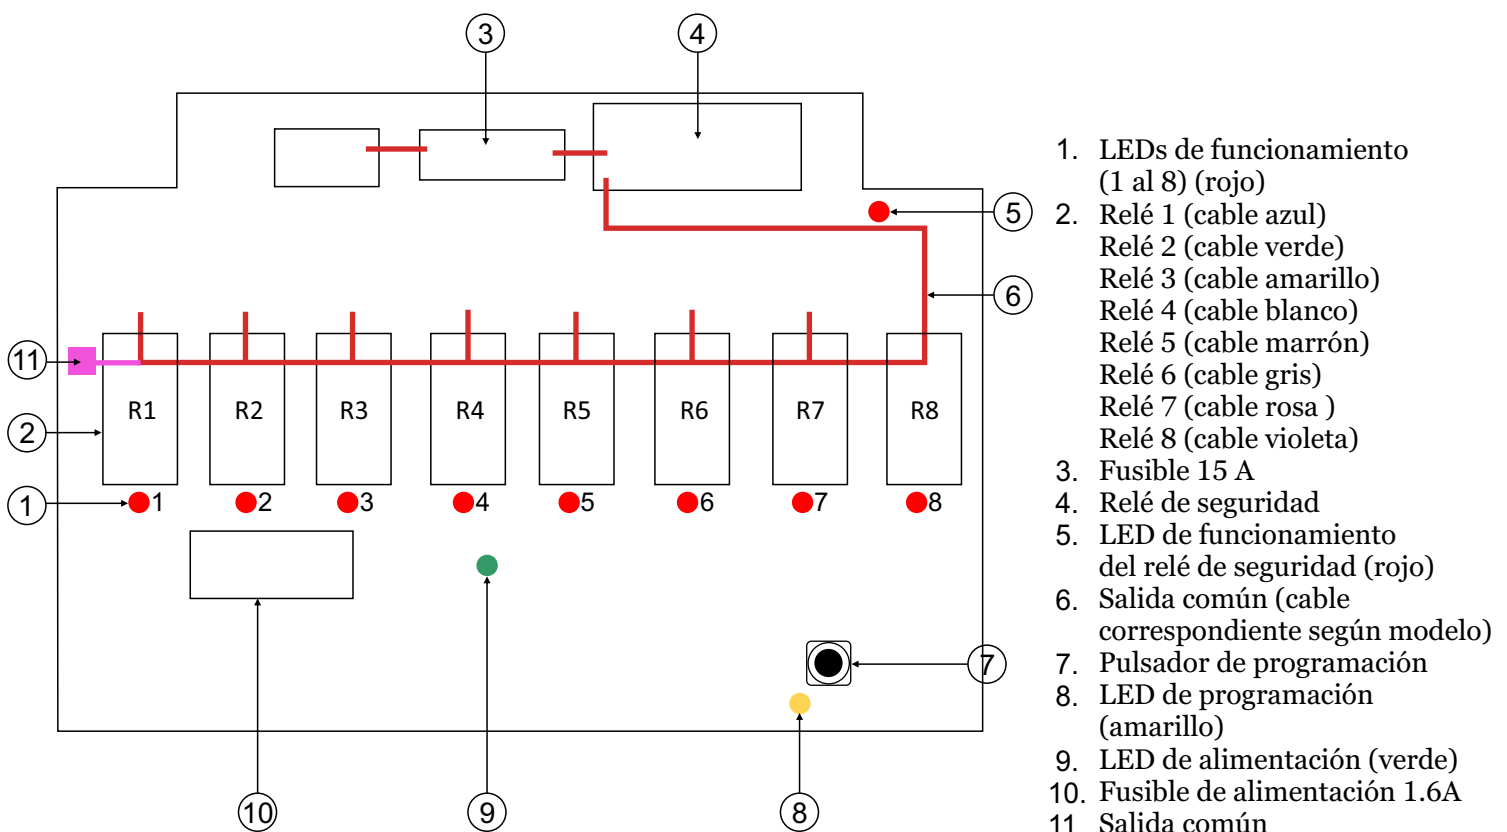 3
4
5
6
11
R1 R2 R3 R4 R5 R6 R7 R8
2
1
1 2 3 4 5 6 7 8
7
10
9
8
1. LEDs de funcionamiento
(1 al 8) (rojo)
2. Relé 1 (cable azul)
Relé 2 (cable verde)
Relé 3 (cable amarillo)
Relé 4 (cable blanco)
Relé 5 (cable marrón)
Relé 6 (cable gris)
Relé 7 (cable rosa )
Relé 8 (cable violeta)
3. Fusible 15 A
4. Relé de seguridad
5. LED de funcionamiento
del relé de seguridad (rojo)
6. Salida común (cable
correspondiente según modelo)
7. Pulsador de programación
8. LED de programación
(amarillo)
9. LED de alimentación (verde)
10. Fusible de alimentación 1.6A
11 Salida común